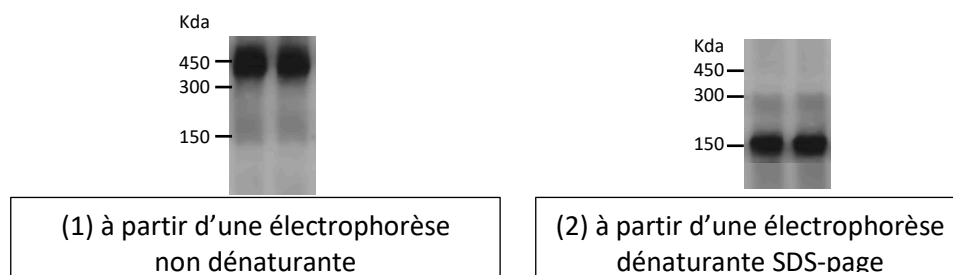 Kda
450
300
150
Kda
450
300
150
(1) à partir d’une électrophorèse
non dénaturante
(2) à partir d’une électrophorèse
dénaturante SDS-page